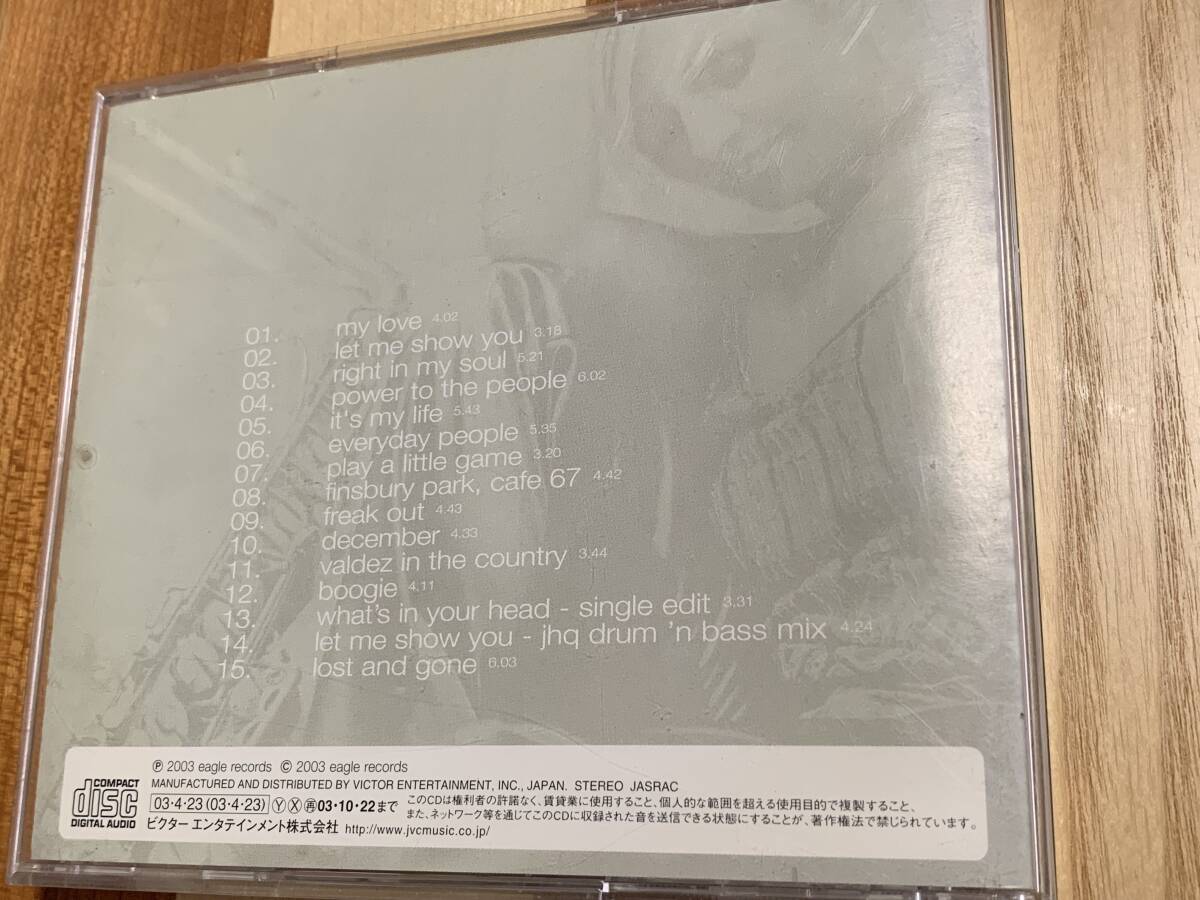 01. my love 4.02
02. let me show you 3.18
03. right in my soul 5.21
04. power to the people 6.02
05. it's my life 5.43
06. everyday people 5.35
07. play a little game 3.20
08. finsbury park, cafe 67 4.42
09. freak out 4.43
10. december 4.33
11. valdez in the country 3.44
12. boogie 4.11
13. what's in your head - single edit 3.31
14. let me show you - jhq drum 'n bass mix 4.24
15. lost and gone 6.03
COMPACT
disc
DIGITAL AUDIO
Ⓟ 2003 eagle records © 2003 eagle records
MANUFACTURED AND DISTRIBUTED BY VICTOR ENTERTAINMENT, INC., JAPAN. STEREO JASRAC
03・4・23 (03・4・23) Ⓨ Ⓧ 再 03・10・22まで
ビクター エンタテインメント株式会社 http://www.jvcmusic.co.jp/
このCDは権利者の許諾なく、賃貸業に使用すること、個人的な範囲を超える使用目的で複製すること、
また、ネットワーク等を通じてこのCDに収録された音を送信できる状態にすることが、著作権法で禁じられています。